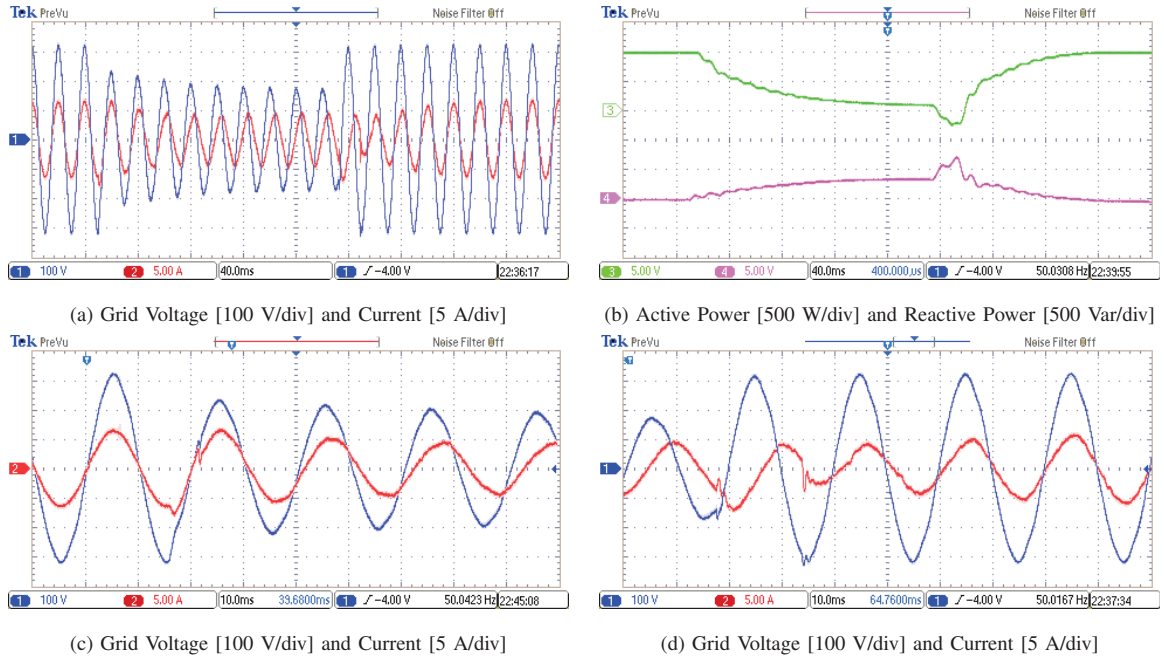 Tek PreVu Noise Filter Off
1
1 100 V 2 5.00 A 40.0ms 1 -4.00 V 22:36:17
(a) Grid Voltage [100 V/div] and Current [5 A/div]
Tek PreVu Noise Filter Off
T
T
3
4
3 5.00 V 4 5.00 V 40.0ms 400.000µs 1 -4.00 V 50.0308 Hz 22:39:55
(b) Active Power [500 W/div] and Reactive Power [500 Var/div]
Tek PreVu Noise Filter Off
T
T
2
1 100 V 2 5.00 A 10.0ms 39.6800ms 1 -4.00 V 50.0423 Hz 22:45:08
(c) Grid Voltage [100 V/div] and Current [5 A/div]
Tek PreVu Noise Filter Off
T
T
1
1 100 V 2 5.00 A 10.0ms 64.7600ms 1 -4.00 V 50.0167 Hz 22:37:34
(d) Grid Voltage [100 V/div] and Current [5 A/div]